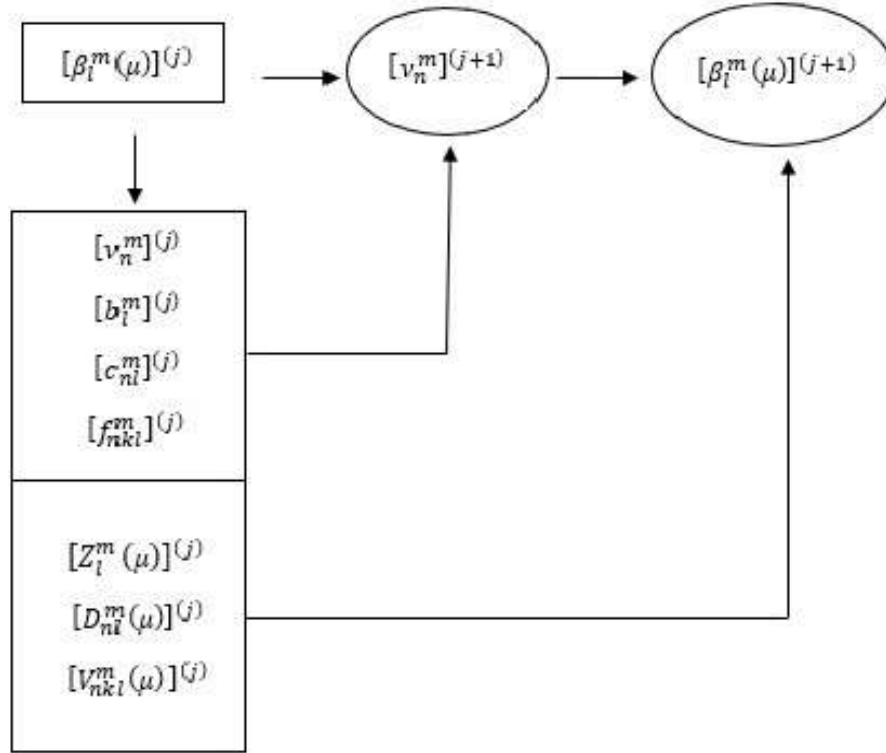 [β_l^m(μ)]^(j)
[ν_n^m]^(j+1)
[β_l^m(μ)]^(j+1)
[ν_n^m]^(j)
[b_l^m]^(j)
[c_nl^m]^(j)
[f_nkl^m]^(j)
[Z_l^m (μ)]^(j)
[D_nl^m(μ)]^(j)
[V_nkl^m(μ)]^(j)